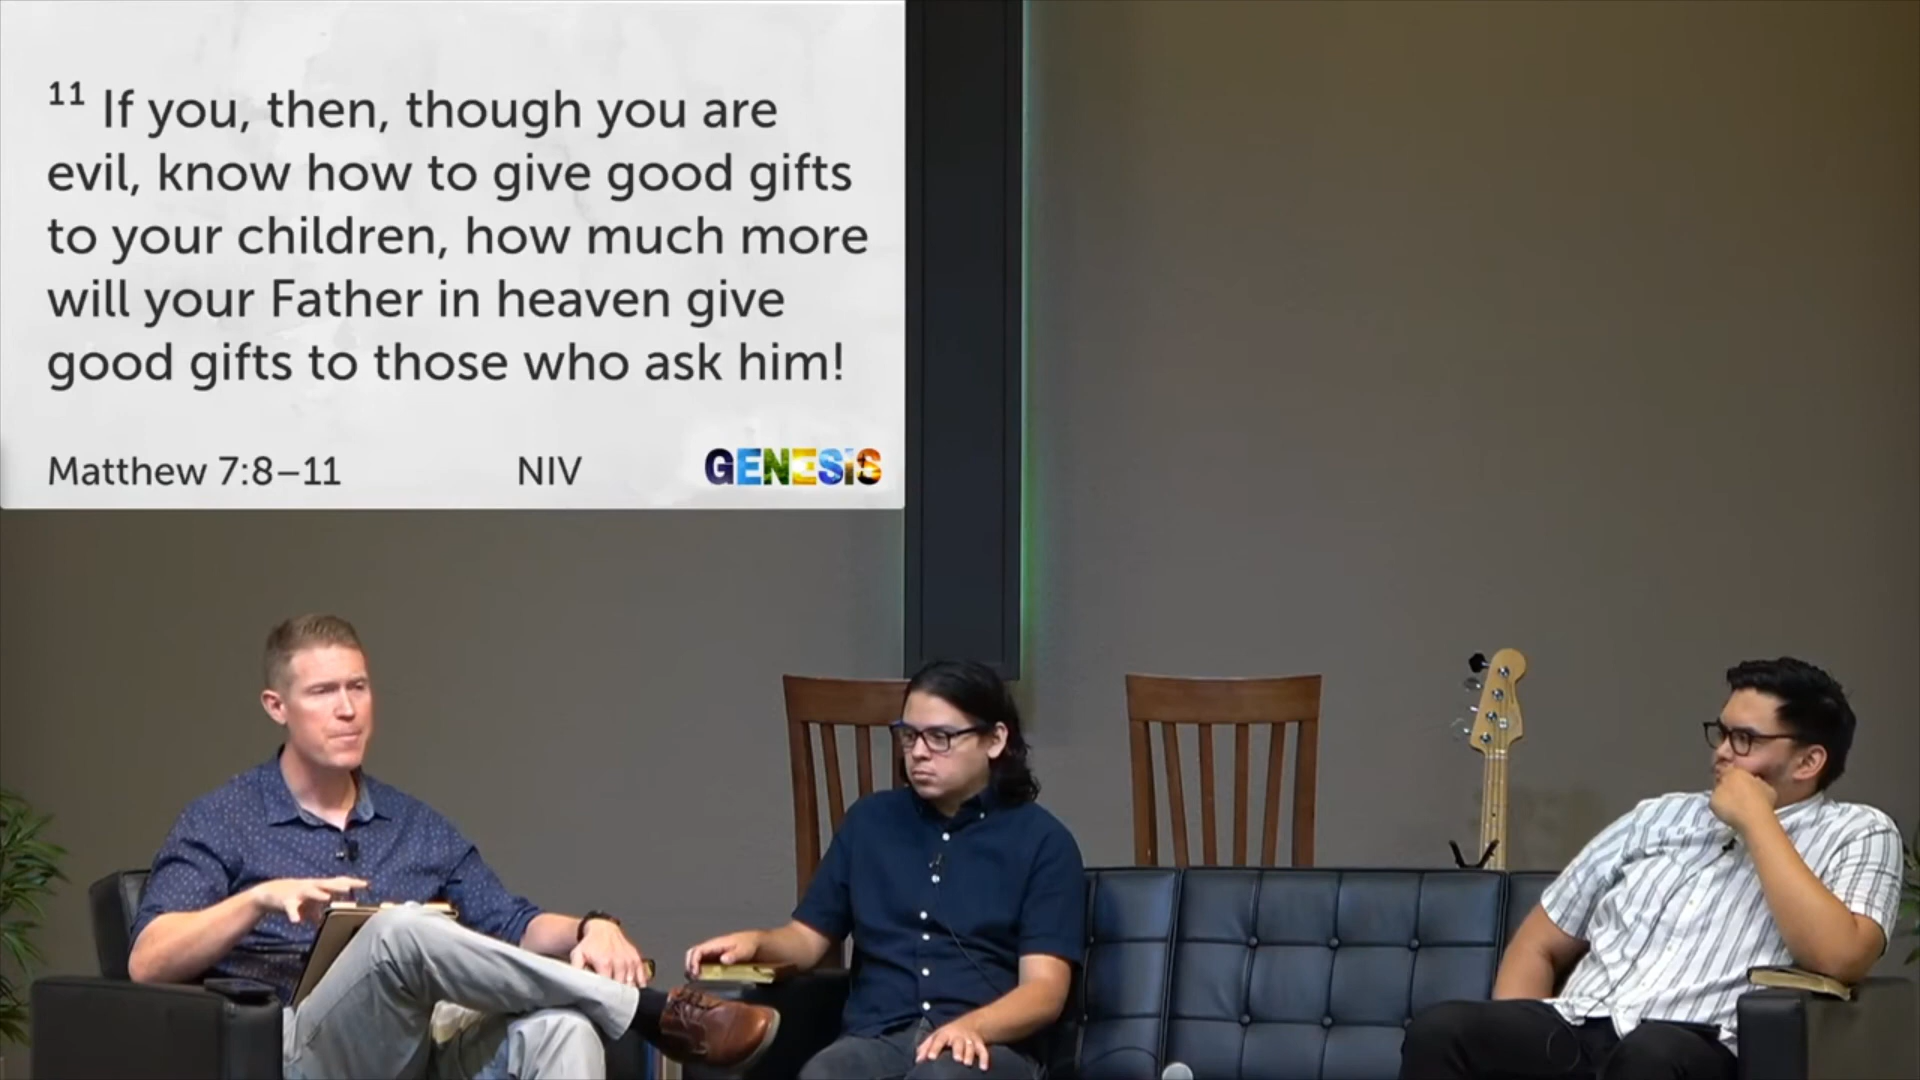 11 If you, then, though you are
evil, know how to give good gifts
to your children, how much more
will your Father in heaven give
good gifts to those who ask him!
Matthew 7:8–11 NIV GENESIS